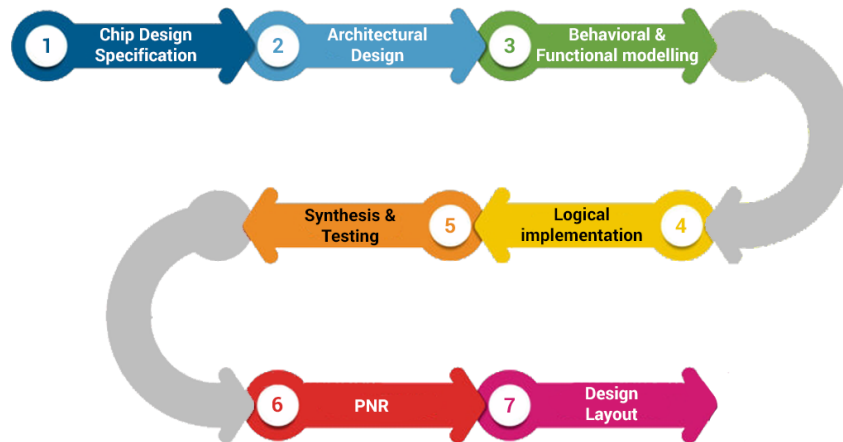 1
Chip Design
Specification
2
Architectural
Design
3
Behavioral &
Functional modelling
4
Logical
implementation
5
Synthesis &
Testing
6
PNR
7
Design
Layout